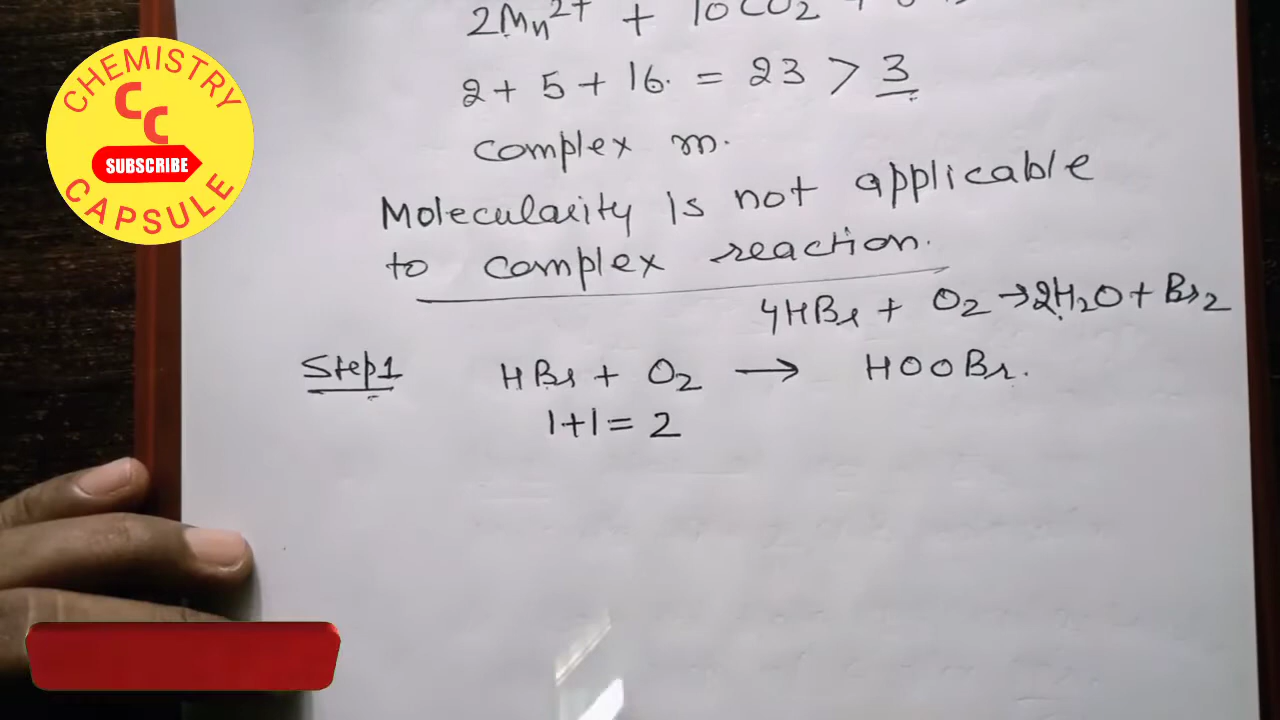 2Mn²⁺ + 10CO₂ +
2 + 5 + 16. = 23 > 3
complex m.
Molecularity is not applicable
to complex reaction.
4HBr + O₂ → 2H₂O + Br₂
Step1 HBr + O₂ → HOOBr.
1+1 = 2
CHEMISTRY
CC
SUBSCRIBE
CAPSULE